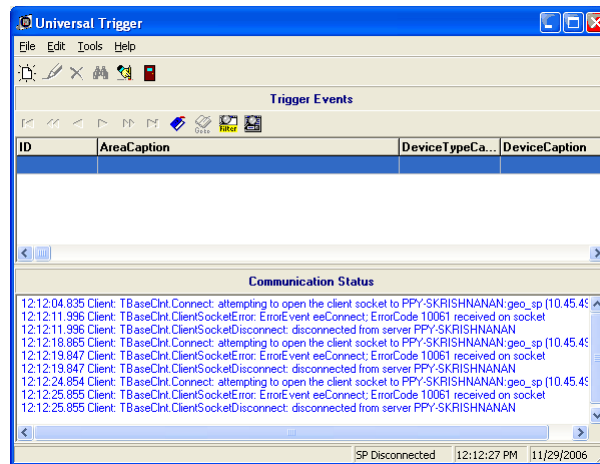 Universal Trigger
File Edit Tools Help
Trigger Events
Goto Filter
ID AreaCaption DeviceTypeCa... DeviceCaption
Communication Status
12:12:04.835 Client: TBaseClnt.Connect: attempting to open the client socket to PPY-SKRISHNANAN:geo_sp (10.45.49
12:12:11.996 Client: TBaseClnt.ClientSocketError: ErrorEvent eeConnect; ErrorCode 10061 received on socket
12:12:11.996 Client: TBaseClnt.ClientSocketDisconnect: disconnected from server PPY-SKRISHNANAN
12:12:18.865 Client: TBaseClnt.Connect: attempting to open the client socket to PPY-SKRISHNANAN:geo_sp (10.45.49
12:12:19.847 Client: TBaseClnt.ClientSocketError: ErrorEvent eeConnect; ErrorCode 10061 received on socket
12:12:19.847 Client: TBaseClnt.ClientSocketDisconnect: disconnected from server PPY-SKRISHNANAN
12:12:24.854 Client: TBaseClnt.Connect: attempting to open the client socket to PPY-SKRISHNANAN:geo_sp (10.45.49
12:12:25.855 Client: TBaseClnt.ClientSocketError: ErrorEvent eeConnect; ErrorCode 10061 received on socket
12:12:25.855 Client: TBaseClnt.ClientSocketDisconnect: disconnected from server PPY-SKRISHNANAN
SP Disconnected 12:12:27 PM 11/29/2006